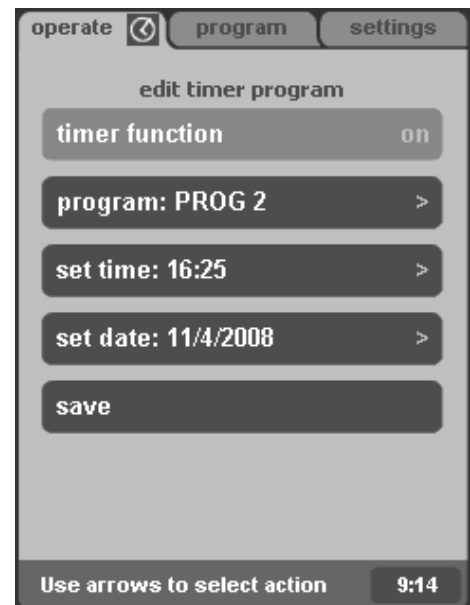 operate program settings
edit timer program
timer function on
program: PROG 2 >
set time: 16:25 >
set date: 11/4/2008 >
save
Use arrows to select action 9:14